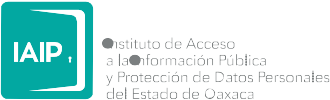 IAIP
Instituto de Acceso
a la Información Pública
y Protección de Datos Personales
del Estado de Oaxaca